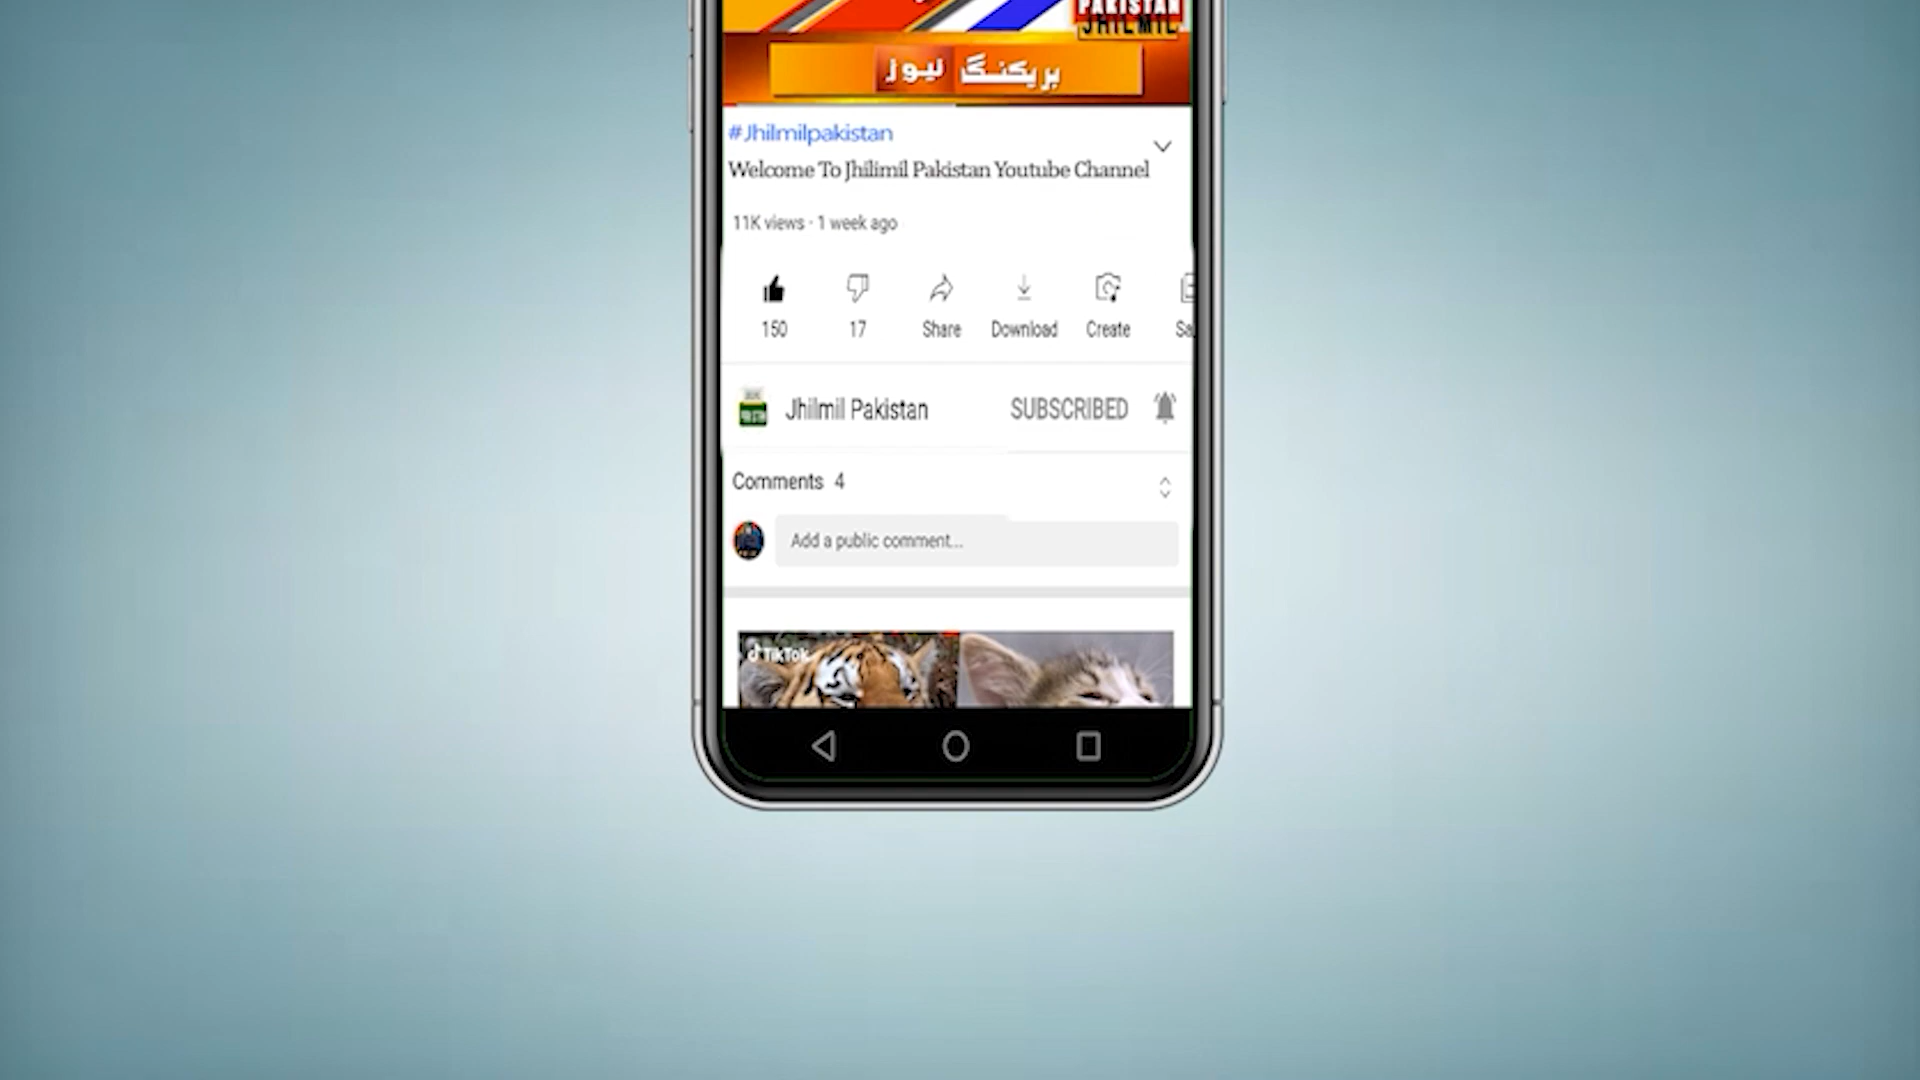 PAKISTAN
JHILMIL
بریکنگ نیوز
#Jhilmilpakistan
Welcome To Jhilimil Pakistan Youtube Channel
11K views · 1 week ago
150
17
Share
Download
Create
Sa
Jhilmil Pakistan
SUBSCRIBED
Comments 4
Add a public comment...
TikTok